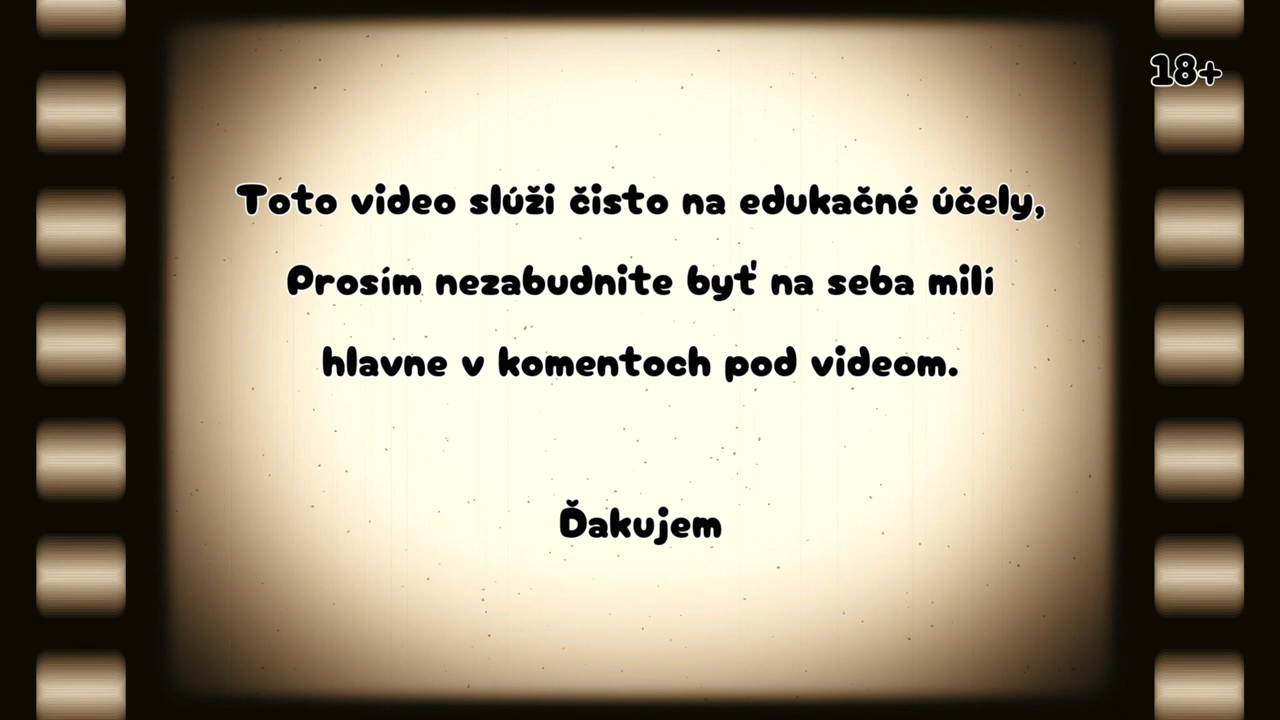 18+
Toto video slúži čisto na edukačné účely,
Prosím nezabudnite byť na seba milí
hlavne v komentoch pod videom.
Ďakujem